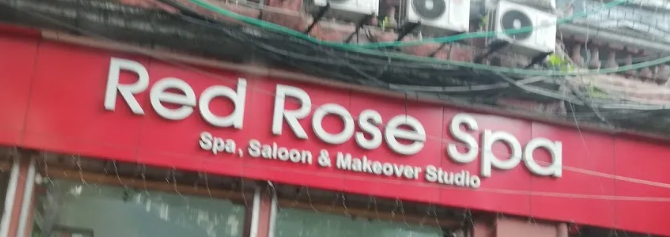 Red Rose Spa
Spa, Saloon & Makeover Studio